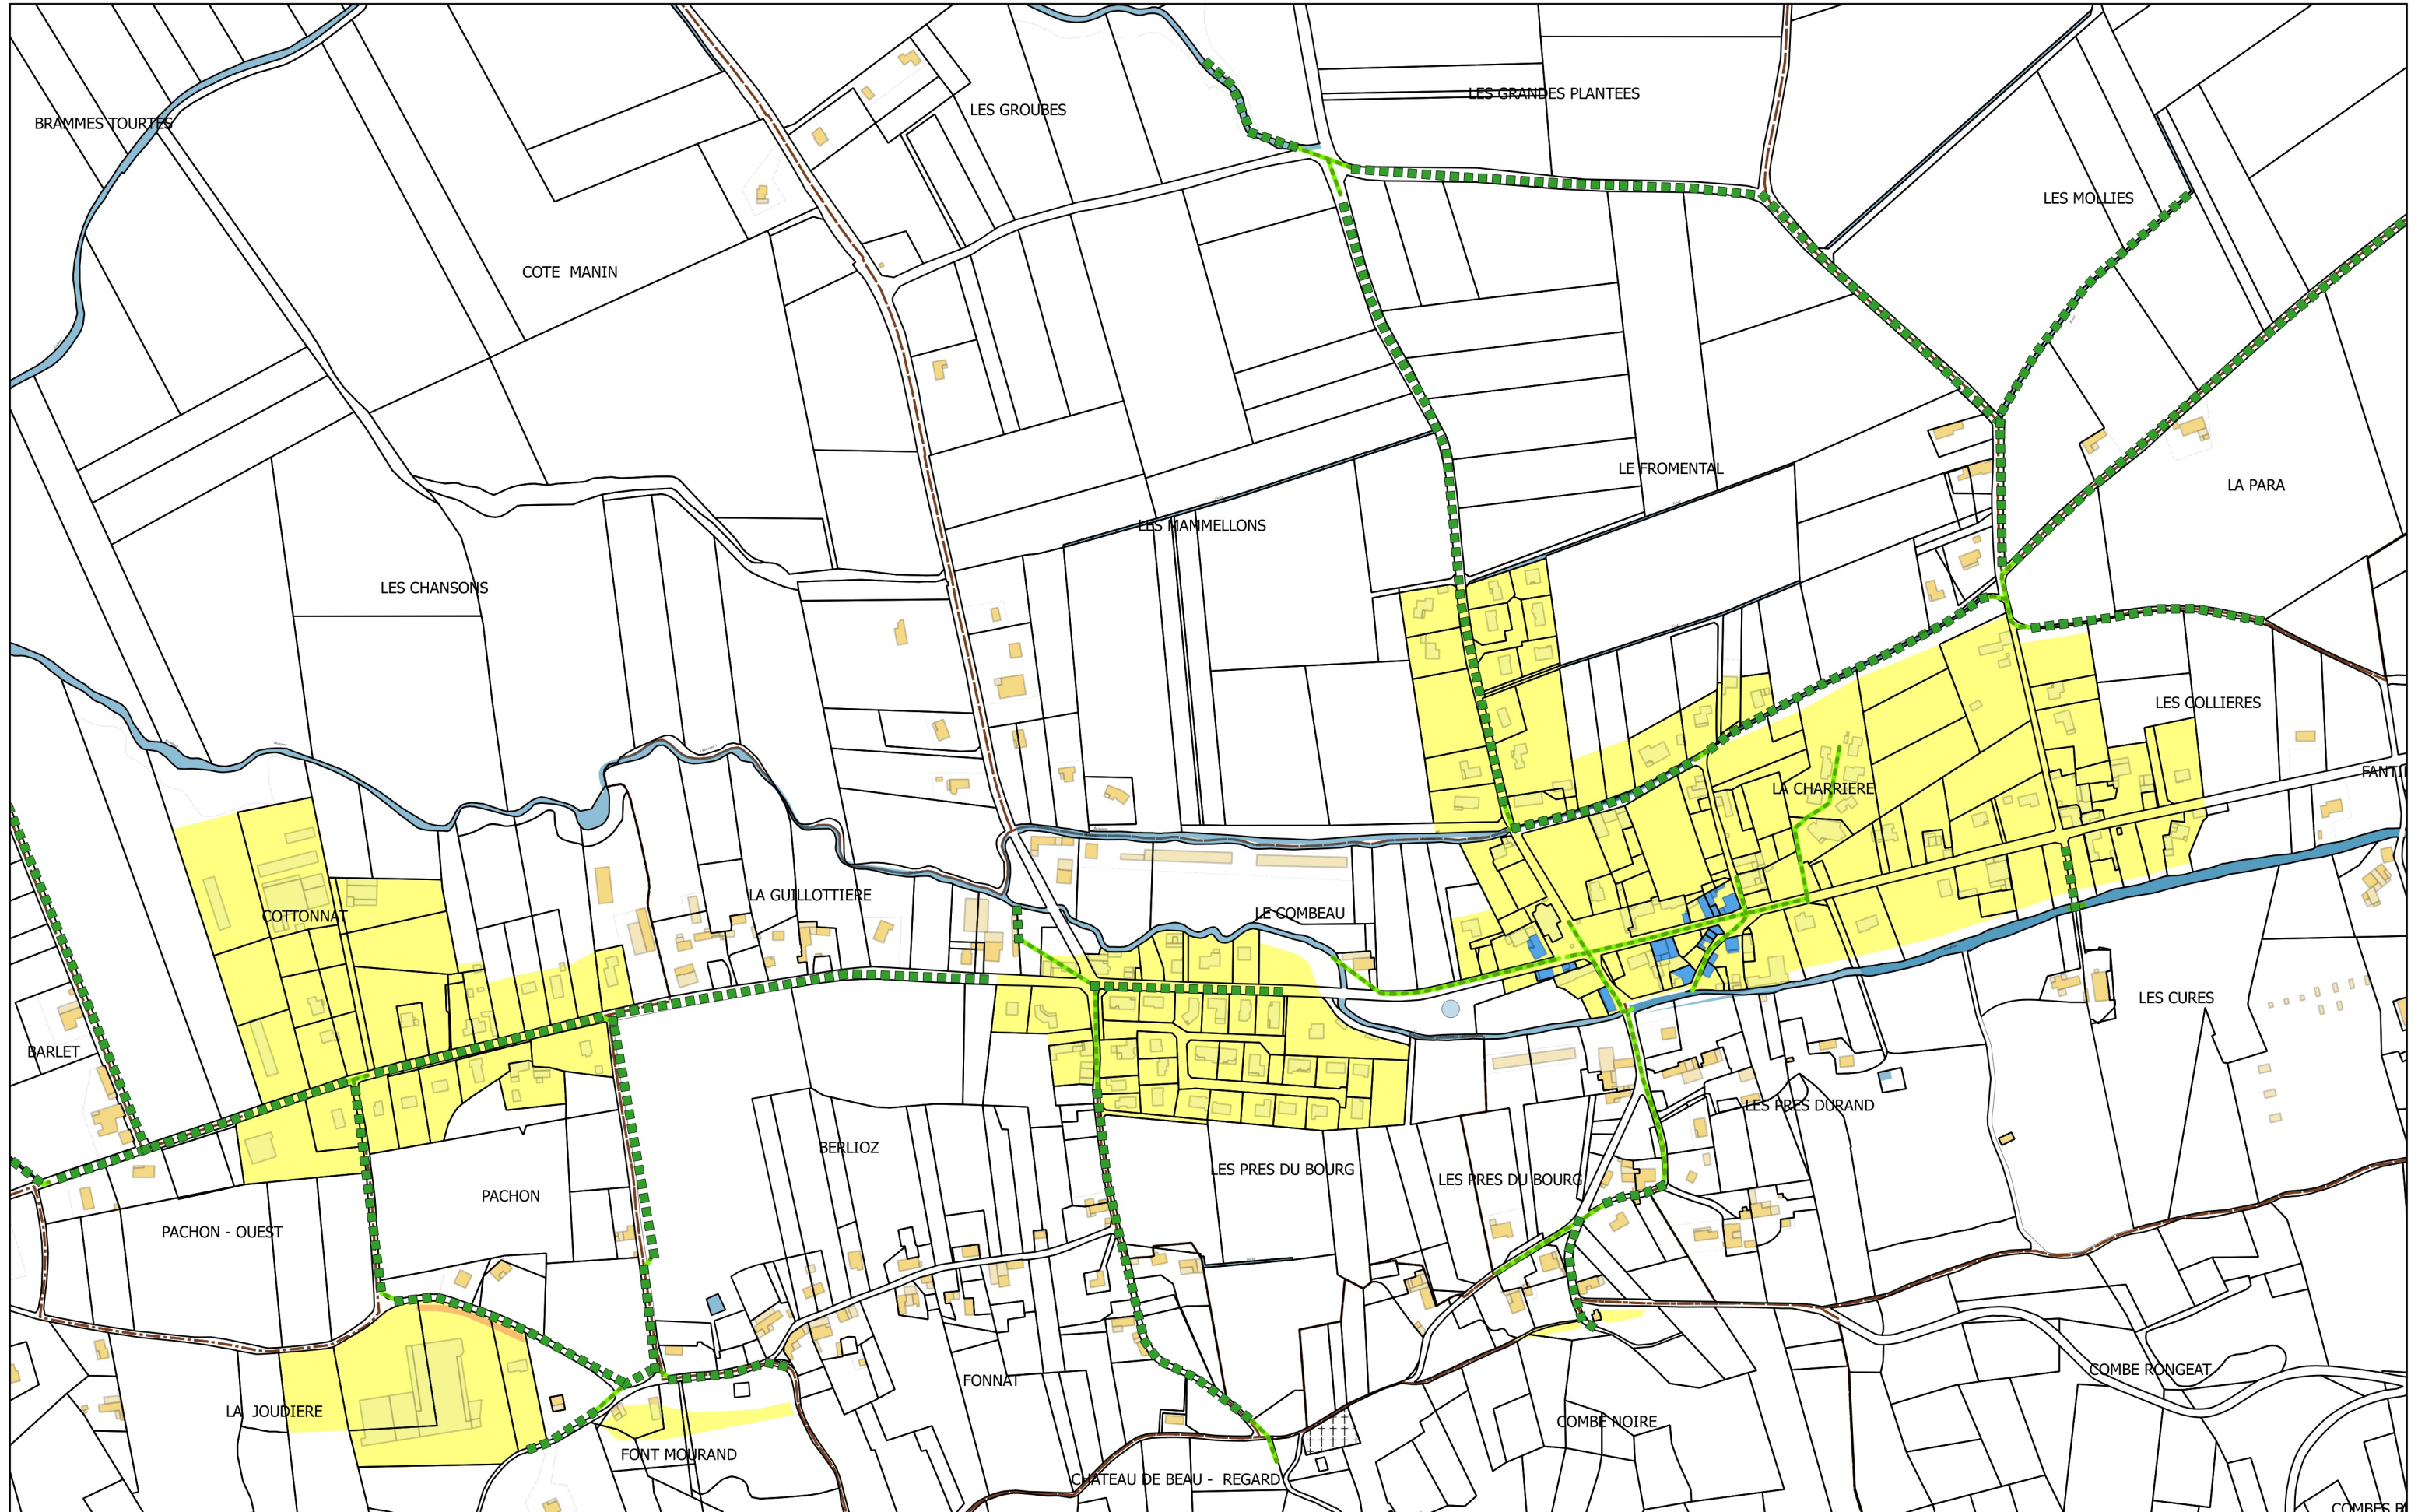 LES GRANDES PLANTEES
LES GROUBES
BRAMMES TOURTES
LES MOLLIES
COTE MANIN
LE FROMENTAL
LA PARA
LES MAMMELLONS
LES CHANSONS
LES COLLIERES
FANTI
LA CHARRIERE
LA GUILLOTTIERE
LE COMBEAU
COTTONNAT
LES CURES
BARLET
LES PRES DURAND
BERLIOZ
LES PRES DU BOURG
LES PRES DU BOURG
PACHON
PACHON - OUEST
COMBE RONGEAT
FONNAT
LA JOUDIERE
COMBE NOIRE
FONT MOURAND
CHATEAU DE BEAU - REGARD